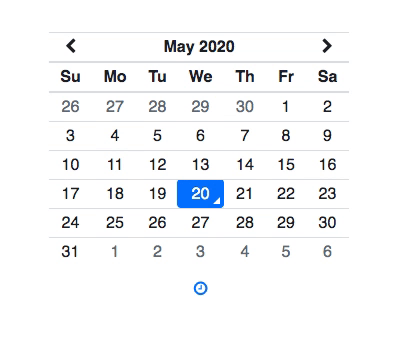 May 2020
Su Mo Tu We Th Fr Sa
26 27 28 29 30 1 2
3 4 5 6 7 8 9
10 11 12 13 14 15 16
17 18 19 20 21 22 23
24 25 26 27 28 29 30
31 1 2 3 4 5 6